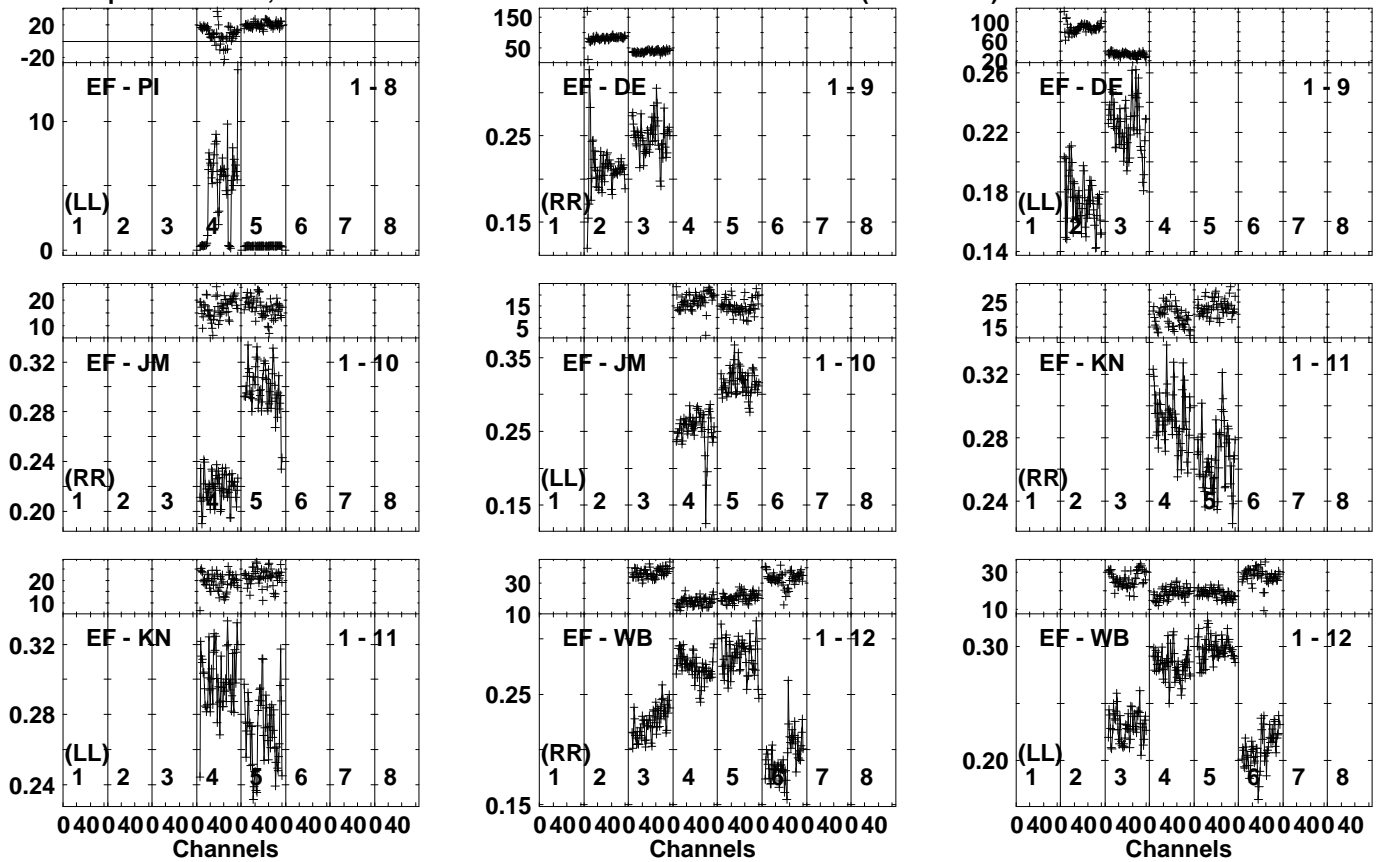 20 150 100
-20 50 60
20
EF - PI 1 - 8 EF - DE 1 - 9 0.26 EF - DE 1 - 9
10 0.25 0.22
(LL) (RR) 0.18 (LL)
1 2 3 4 5 6 7 8 0.15 1 2 3 4 5 6 7 8 1 2 3 4 5 6 7 8
0 0.14
20 15 25
10 5 15
0.32 EF - JM 1 - 10 0.35 EF - JM 1 - 10 0.32 EF - KN 1 - 11
0.28 0.25 0.28
0.24
(RR) (LL) (RR)
1 2 3 4 5 6 7 8 0.15 1 2 3 4 5 6 7 8 0.24 1 2 3 4 5 6 7 8
0.20
20 30 30
10 10 10
0.32 EF - KN 1 - 11 EF - WB 1 - 12 0.30 EF - WB 1 - 12
0.28 0.25
(LL) (RR) 0.20 (LL)
0.24 1 2 3 4 5 6 7 8 1 2 3 4 5 6 7 8 1 2 3 4 5 6 7 8
0.15
0 40 0 40 0 40 0 40 0 40 0 40 0 40 0 40 0 40 0 40 0 40 0 40 0 40 0 40 0 40 0 40 0 40 0 40 0 40 0 40 0 40 0 40 0 40 0 40
Channels Channels Channels